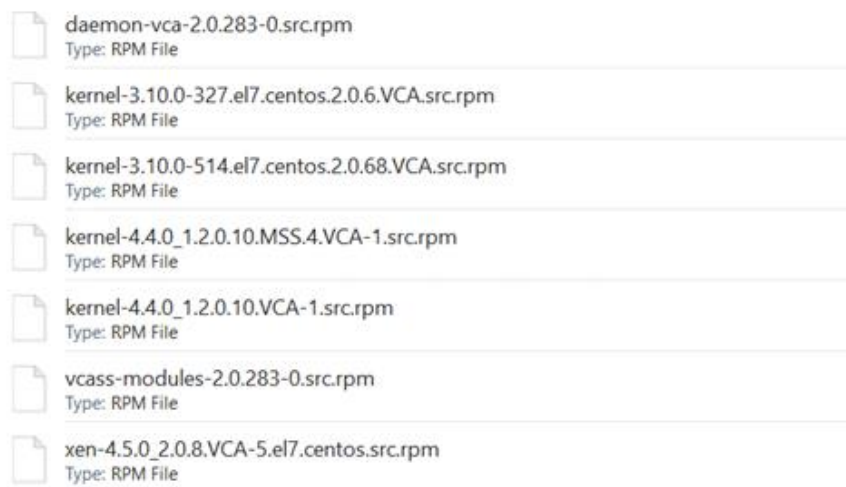 daemon-vca-2.0.283-0.src.rpm
Type: RPM File
kernel-3.10.0-327.el7.centos.2.0.6.VCA.src.rpm
Type: RPM File
kernel-3.10.0-514.el7.centos.2.0.68.VCA.src.rpm
Type: RPM File
kernel-4.4.0_1.2.0.10.MSS.4.VCA-1.src.rpm
Type: RPM File
kernel-4.4.0_1.2.0.10.VCA-1.src.rpm
Type: RPM File
vcass-modules-2.0.283-0.src.rpm
Type: RPM File
xen-4.5.0_2.0.8.VCA-5.el7.centos.src.rpm
Type: RPM File